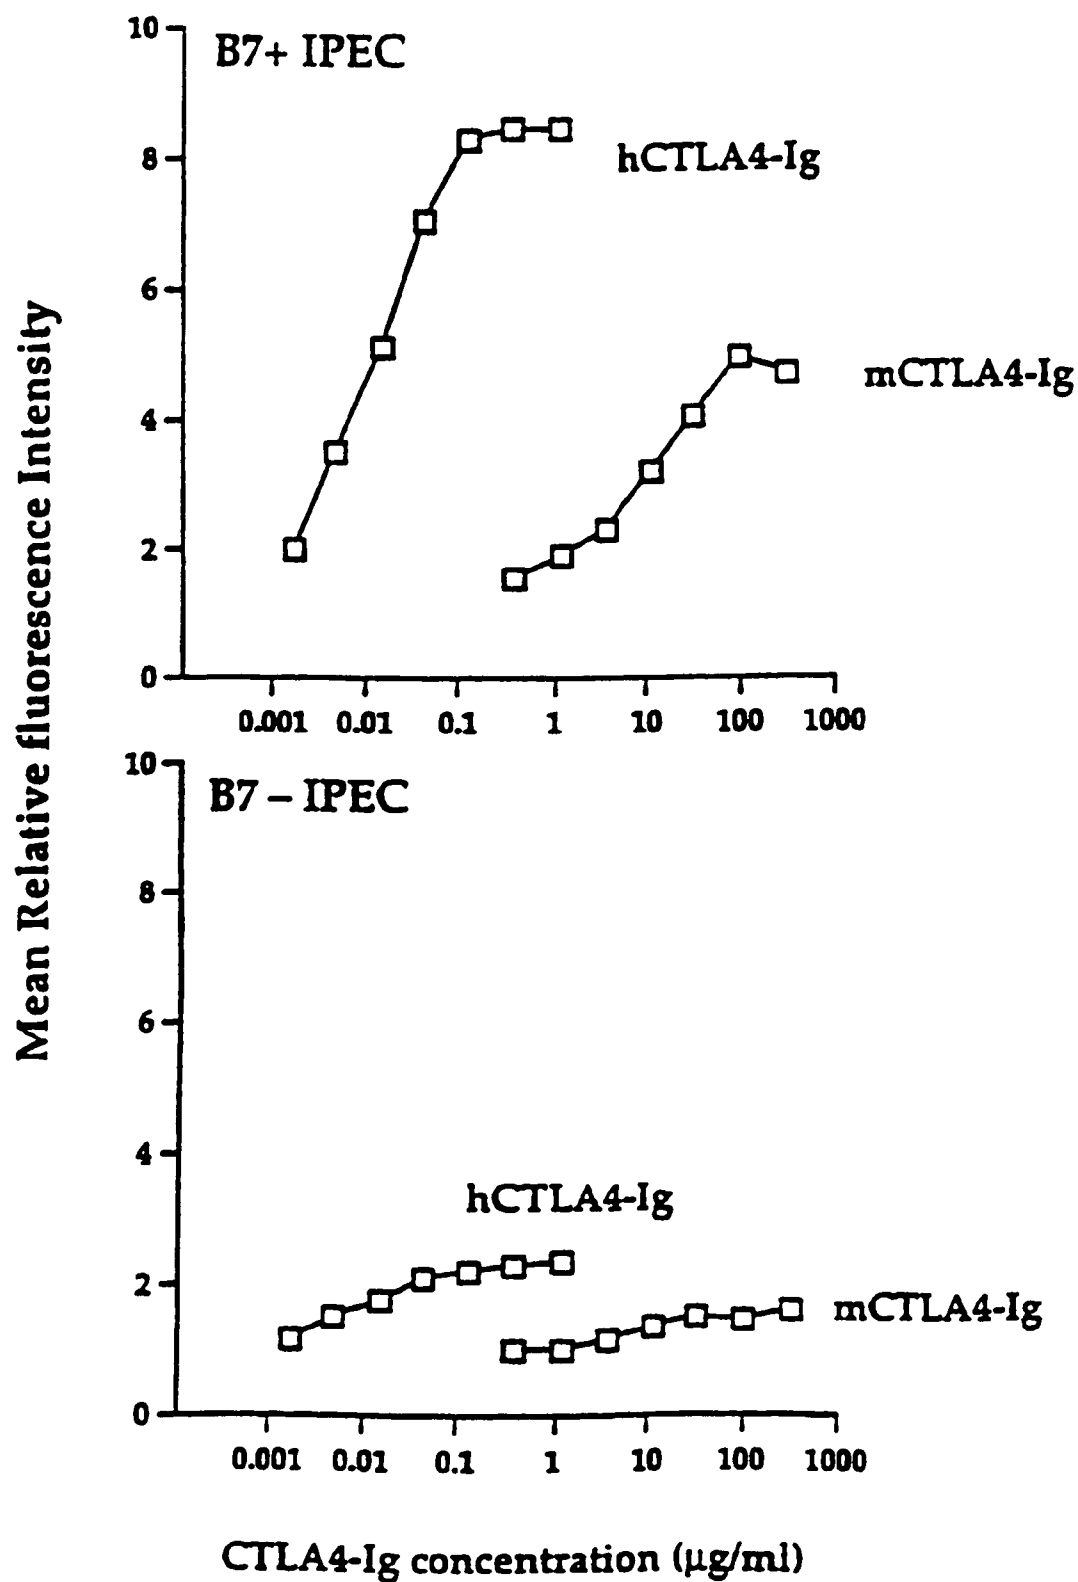 Mean Relative fluorescence Intensity
B7+ IPEC
10
8
6
4
2
0
hCTLA4-Ig
mCTLA4-Ig
0.001 0.01 0.1 1 10 100 1000
B7 – IPEC
10
8
6
4
2
0
hCTLA4-Ig
mCTLA4-Ig
0.001 0.01 0.1 1 10 100 1000
CTLA4-Ig concentration (µg/ml)